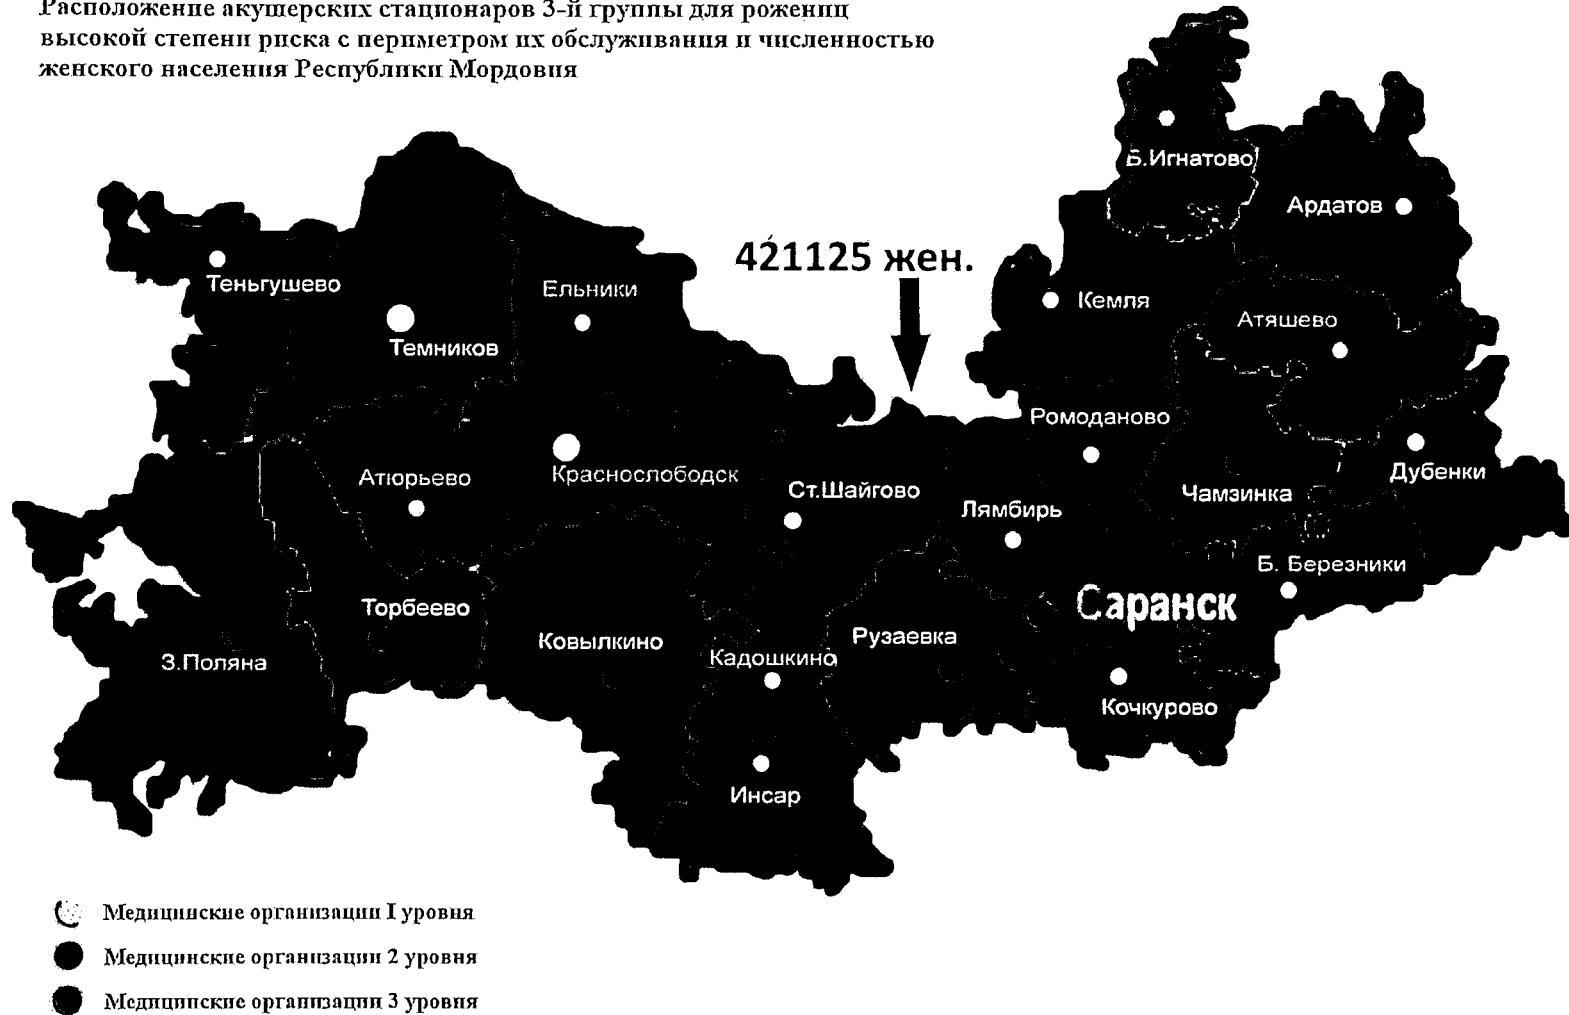 Расположение акушерских стационаров 3-й группы для рожениц
высокой степени риска с периметром их обслуживания и численностью
женского населения Республики Мордовия
Б.Игнатово
Ардатов
421125 жен.
Теньгушево
Ельники
Кемля
Атяшево
Темников
Ромоданово
Атюрьево
Краснослободск
Ст.Шайгово
Лямбирь
Чамзинка
Дубенки
Б. Березники
Торбеево
Саранск
Ковылкино
Рузаевка
З.Поляна
Кадошкино
Кочкурово
Инсар
Медицинские организации I уровня
Медицинские организации 2 уровня
Медицинские организации 3 уровня